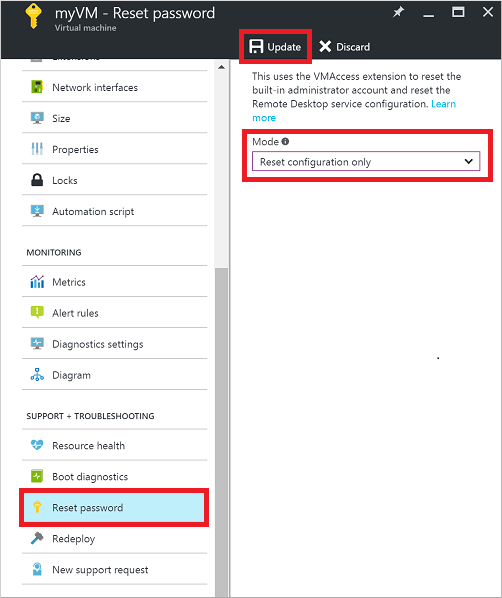 myVM - Reset password
Virtual machine
Update
Discard
Extensions
Network interfaces
Size
Properties
Locks
Automation script
MONITORING
Metrics
Alert rules
Diagnostics settings
Diagram
SUPPORT + TROUBLESHOOTING
Resource health
Boot diagnostics
Reset password
Redeploy
New support request
This uses the VMAccess extension to reset the
built-in administrator account and reset the
Remote Desktop service configuration. Learn
more
Mode
Reset configuration only